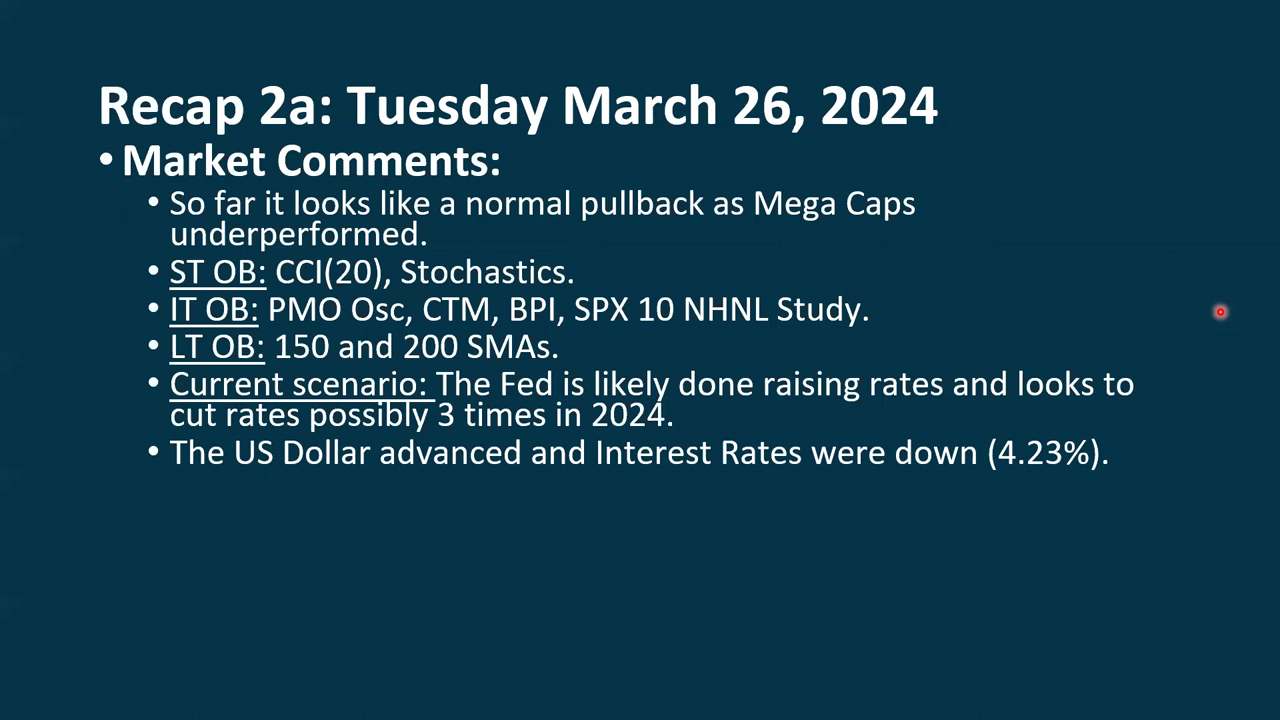 Recap 2a: Tuesday March 26, 2024
• Market Comments:
• So far it looks like a normal pullback as Mega Caps
underperformed.
• ST OB: CCI(20), Stochastics.
• IT OB: PMO Osc, CTM, BPI, SPX 10 NHNL Study.
• LT OB: 150 and 200 SMAs.
• Current scenario: The Fed is likely done raising rates and looks to
cut rates possibly 3 times in 2024.
• The US Dollar advanced and Interest Rates were down (4.23%).